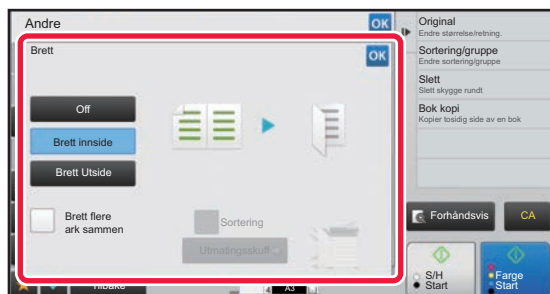 Andre
OK
Brett
OK
Off
Brett innside
Brett Utside
Brett flere
ark sammen
Sortering
Utmatingsskuff
Tilbake
4
A3
Original
Endre størrelse/retning.
Sortering/gruppe
Endre sortering/gruppe
Slett
Slett skygge rundt
Bok kopi
Kopier tosidig side av en bok
Forhåndsvis
CA
S/H
Start
Farge
Start